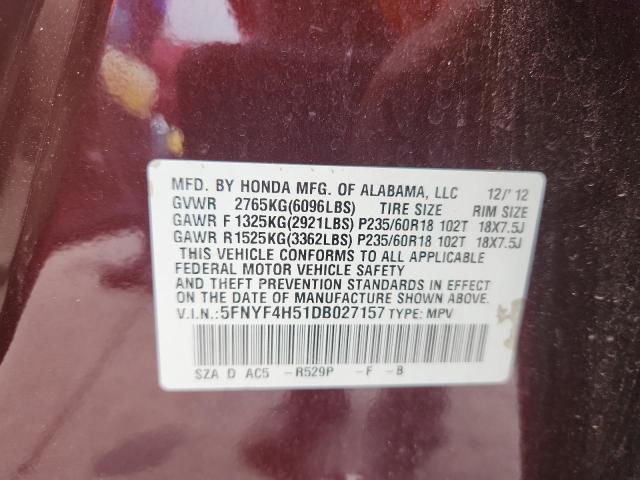 MFD. BY HONDA MFG. OF ALABAMA, LLC 12/'12
GVWR 2765KG(6096LBS) TIRE SIZE RIM SIZE
GAWR F 1325KG(2921LBS) P235/60R18 102T 18X7.5J
GAWR R1525KG(3362LBS) P235/60R18 102T 18X7.5J
THIS VEHICLE CONFORMS TO ALL APPLICABLE
FEDERAL MOTOR VEHICLE SAFETY
AND THEFT PREVENTION STANDARDS IN EFFECT
ON THE DATE OF MANUFACTURE SHOWN ABOVE.
V.I.N.:5FNYF4H51DB027157 TYPE: MPV
SZA D AC5 -R529P -F -B